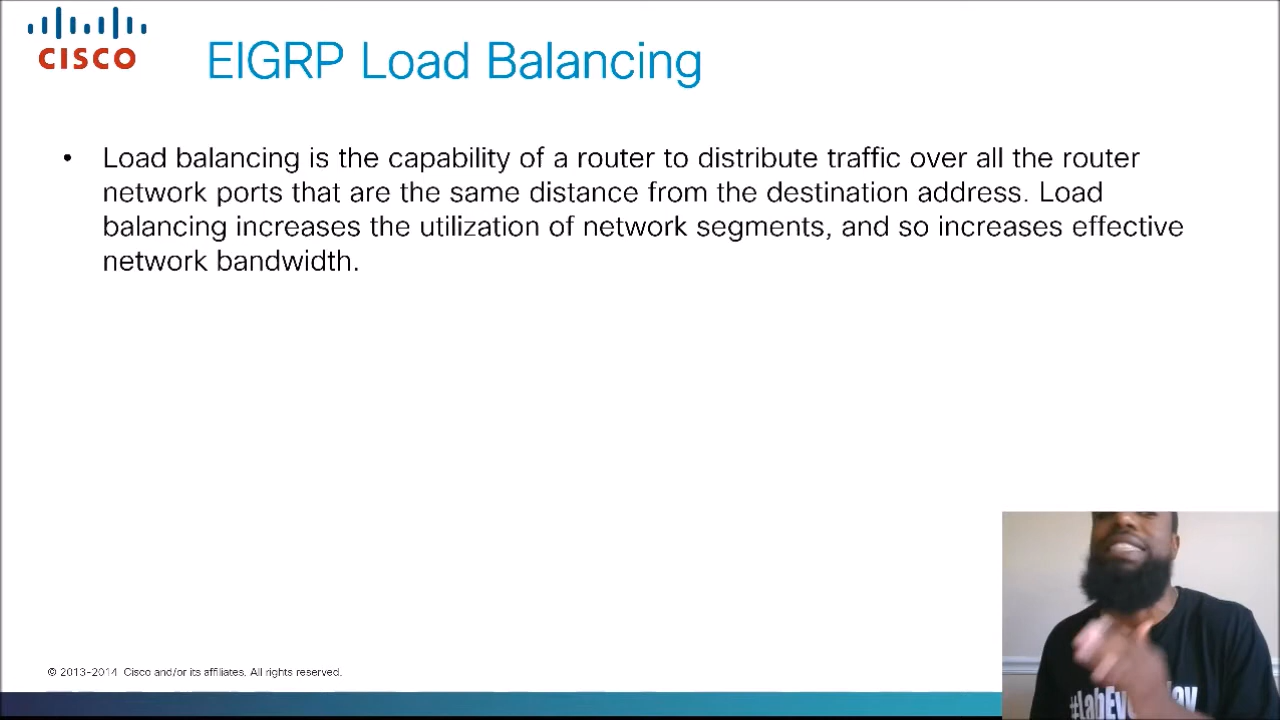 CISCO
EIGRP Load Balancing
• Load balancing is the capability of a router to distribute traffic over all the router
network ports that are the same distance from the destination address. Load
balancing increases the utilization of network segments, and so increases effective
network bandwidth.
© 2013-2014 Cisco and/or its affiliates. All rights reserved.